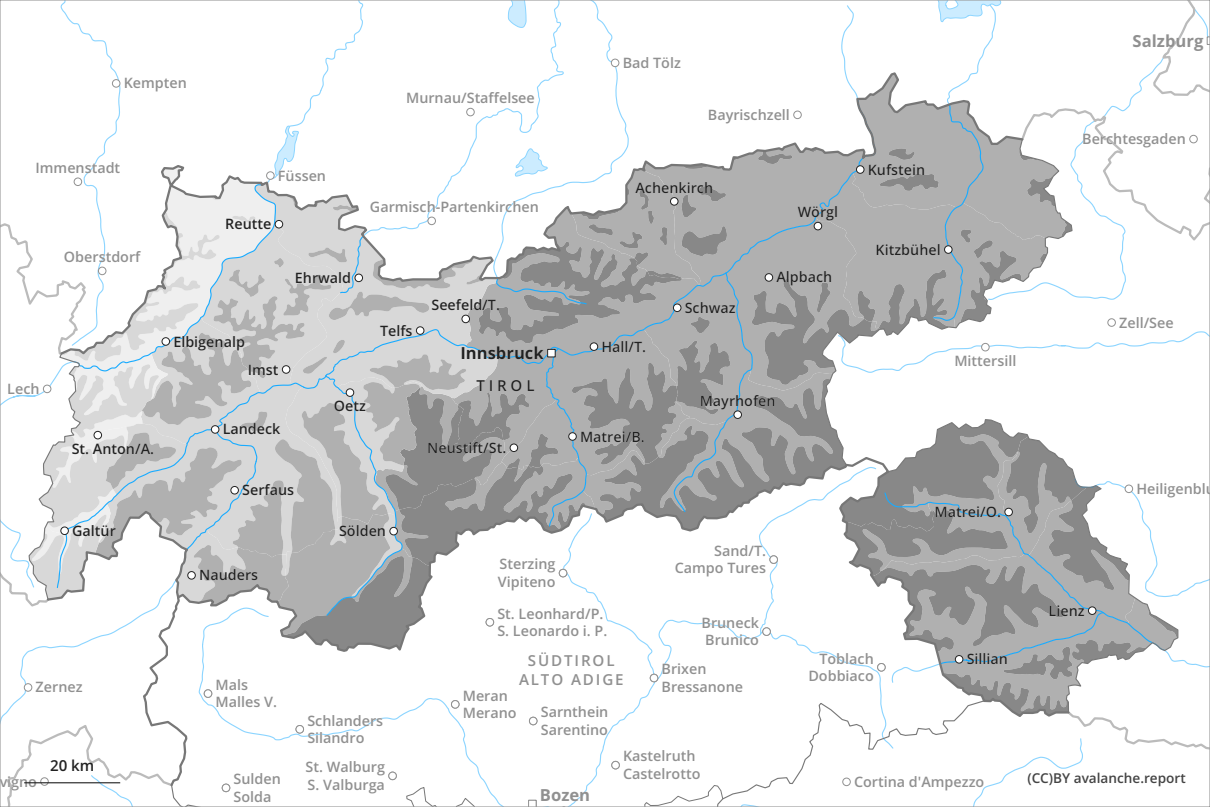 Salzburg
Kempten
Bad Tölz
Murnau/Staffelsee
Bayrischzell
Berchtesgaden
Immenstadt
Füssen
Kufstein
Achenkirch
Garmisch-Partenkirchen
Wörgl
Reutte
Kitzbühel
Oberstdorf
Ehrwald
Alpbach
Seefeld/T.
Schwaz
Telfs
Zell/See
Elbigenalp
Innsbruck
Hall/T.
Mittersill
Imst
TIROL
Lech
Oetz
Mayrhofen
Landeck
Matrei/B.
St. Anton/A.
Neustift/St.
Serfaus
Heiligenblu
Matrei/O.
Galtür
Sölden
Sand/T.
Campo Tures
Sterzing
Vipiteno
Nauders
Lienz
St. Leonhard/P.
S. Leonardo i. P.
Bruneck
Brunico
SÜDTIROL
ALTO ADIGE
Toblach
Dobbiaco
Sillian
Brixen
Bressanone
Zernez
Mals
Malles V.
Meran
Merano
Sarnthein
Sarentino
Schlanders
Silandro
Kastelruth
Castelrotto
20 km
St. Walburg
S. Valburga
vigno
Sulden
Solda
Cortina d'Ampezzo
(CC)BY avalanche.report
Bozen